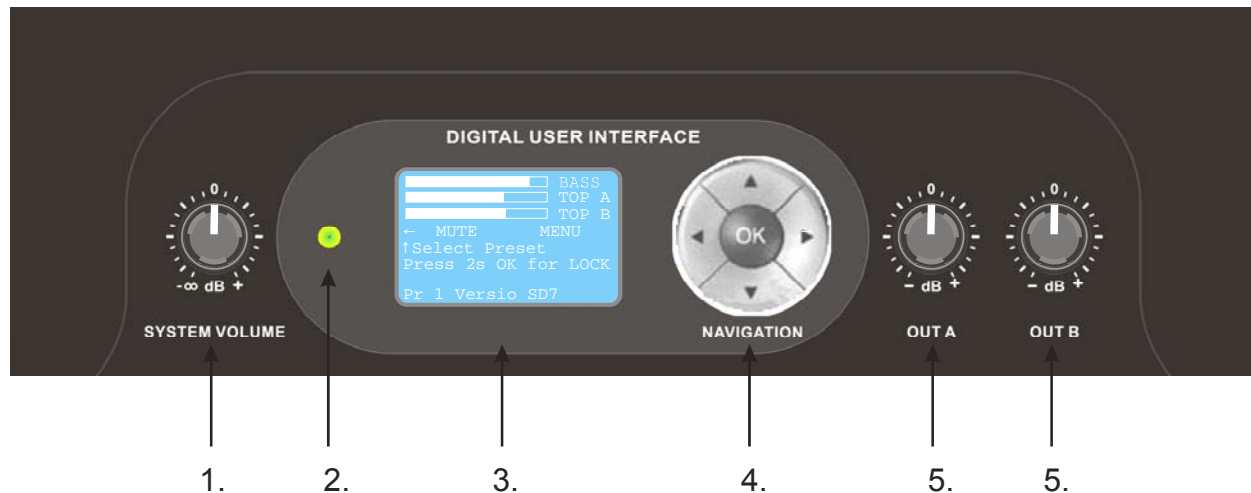 DIGITAL USER INTERFACE
BASS
TOP A
TOP B
← MUTE MENU
↑Select Preset
Press 2s OK for LOCK
Pr 1 Versio SD7
OK
0
-∞ dB +
0
- dB +
0
- dB +
SYSTEM VOLUME
NAVIGATION
OUT A
OUT B
1.
2.
3.
4.
5.
5.